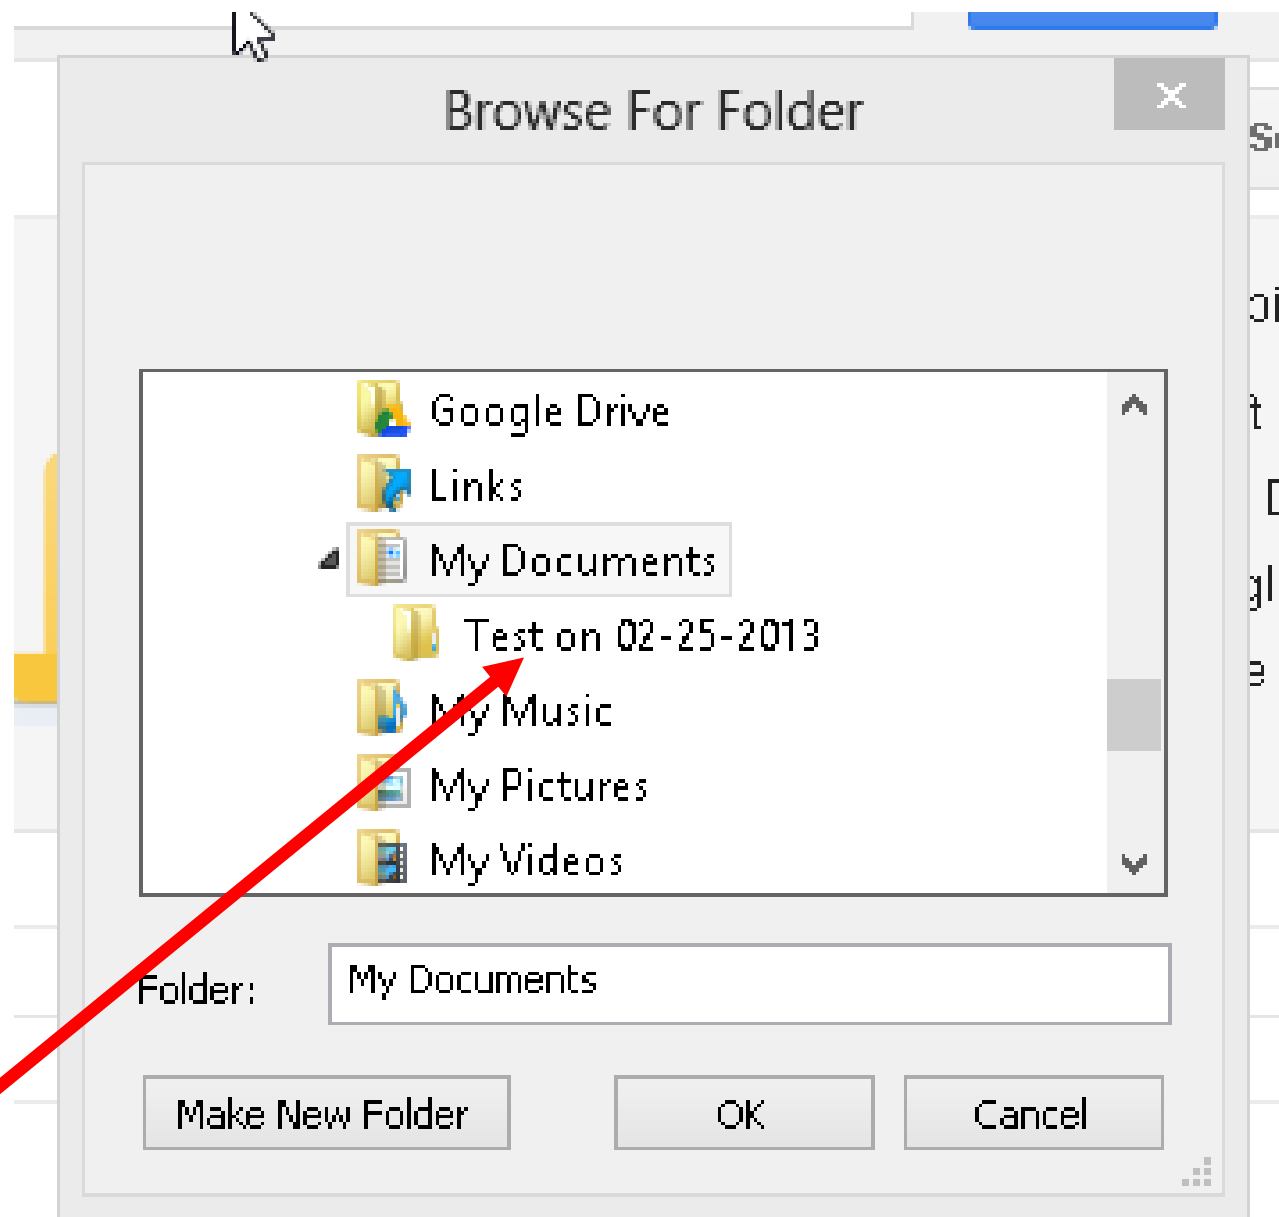 Browse For Folder
Google Drive
Links
My Documents
Test on 02-25-2013
My Music
My Pictures
My Videos
Folder:
My Documents
Make New Folder
OK
Cancel